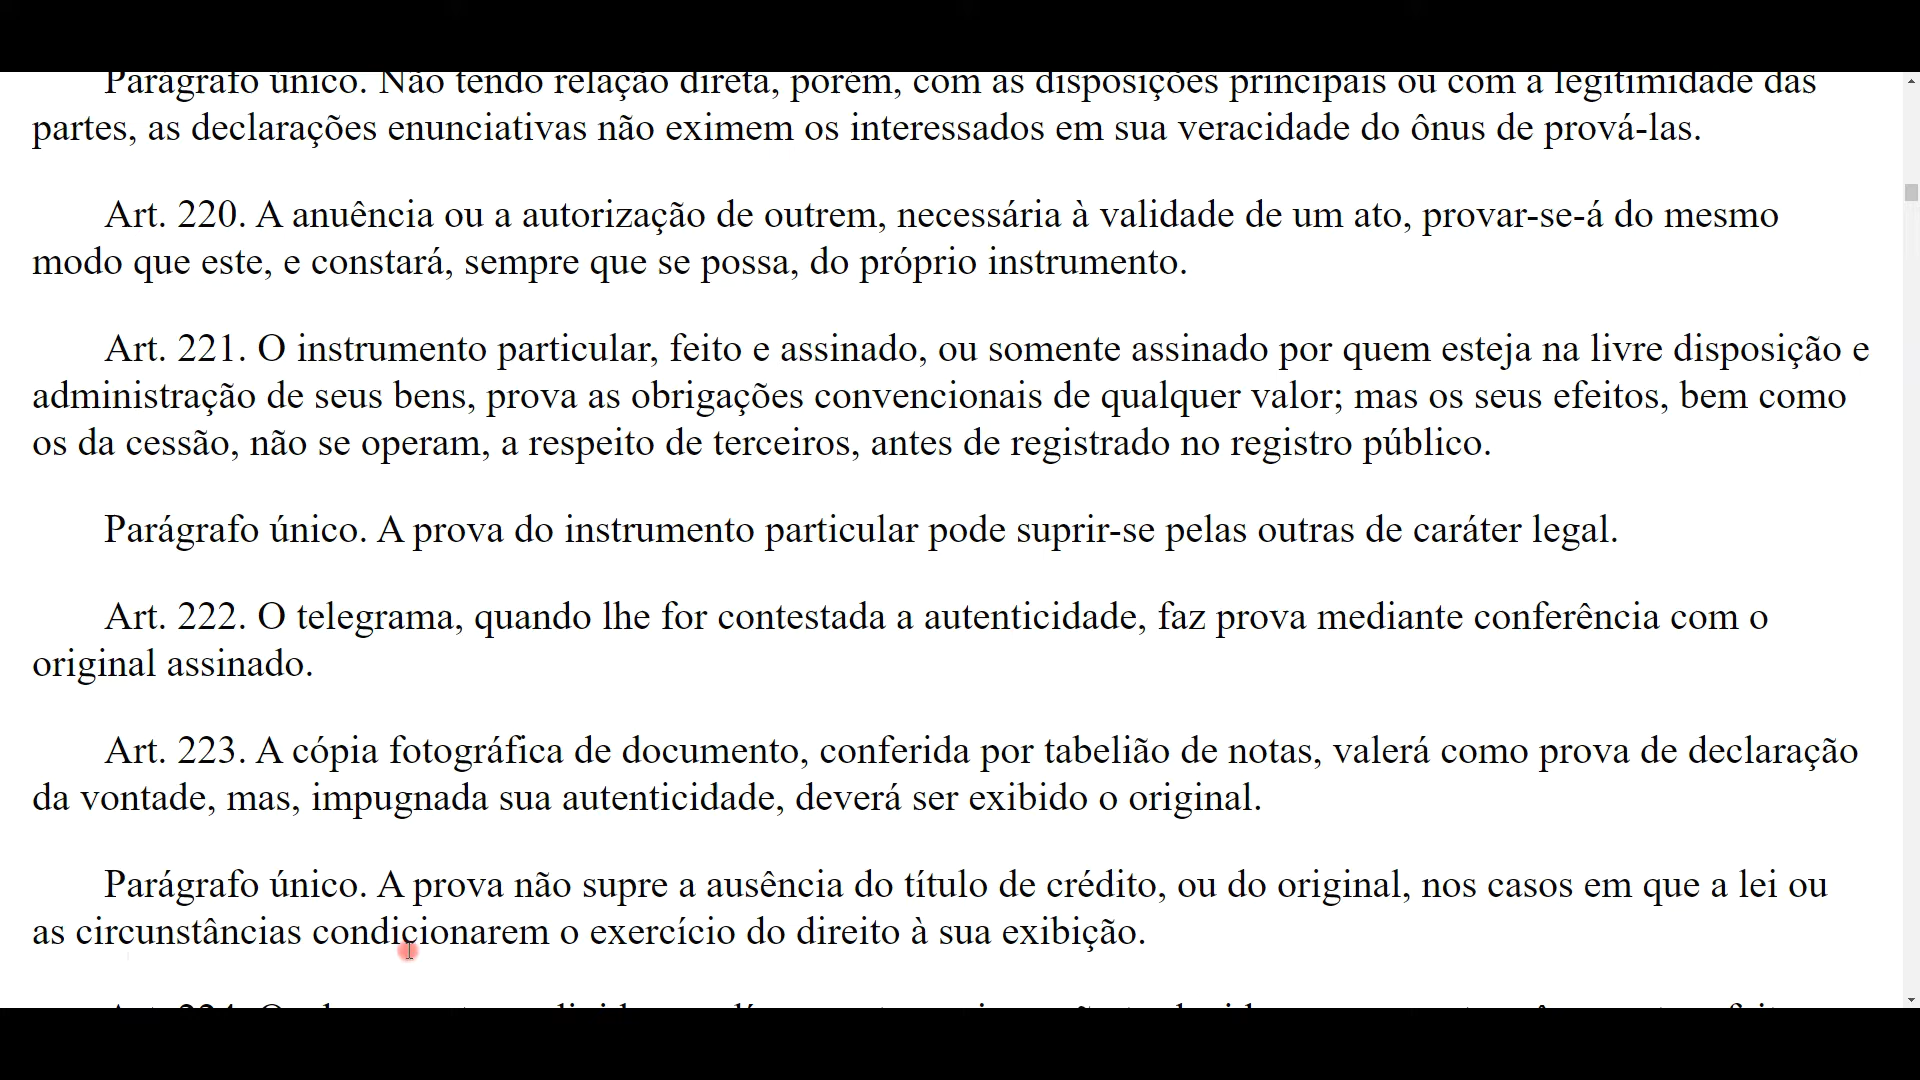 Parágrafo único. Não tendo relação direta, porém, com as disposições principais ou com a legitimidade das
partes, as declarações enunciativas não eximem os interessados em sua veracidade do ônus de prová-las.
Art. 220. A anuência ou a autorização de outrem, necessária à validade de um ato, provar-se-á do mesmo
modo que este, e constará, sempre que se possa, do próprio instrumento.
Art. 221. O instrumento particular, feito e assinado, ou somente assinado por quem esteja na livre disposição e
administração de seus bens, prova as obrigações convencionais de qualquer valor; mas os seus efeitos, bem como
os da cessão, não se operam, a respeito de terceiros, antes de registrado no registro público.
Parágrafo único. A prova do instrumento particular pode suprir-se pelas outras de caráter legal.
Art. 222. O telegrama, quando lhe for contestada a autenticidade, faz prova mediante conferência com o
original assinado.
Art. 223. A cópia fotográfica de documento, conferida por tabelião de notas, valerá como prova de declaração
da vontade, mas, impugnada sua autenticidade, deverá ser exibido o original.
Parágrafo único. A prova não supre a ausência do título de crédito, ou do original, nos casos em que a lei ou
as circunstâncias condicionarem o exercício do direito à sua exibição.